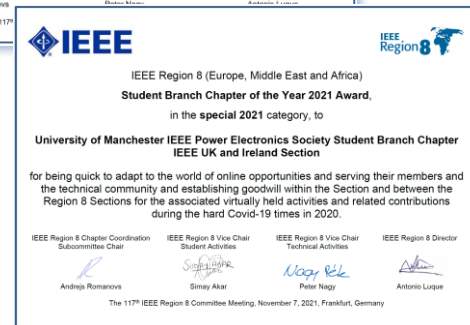 Peter Nagy
Antonio Luque
117ᵗʰ
IEEE
IEEE
Region 8
IEEE Region 8 (Europe, Middle East and Africa)
Student Branch Chapter of the Year 2021 Award,
in the special 2021 category, to
University of Manchester IEEE Power Electronics Society Student Branch Chapter
IEEE UK and Ireland Section
for being quick to adapt to the world of online opportunities and serving their members and
the technical community and establishing goodwill within the Section and between the
Region 8 Sections for the associated virtually held activities and related contributions
during the hard Covid-19 times in 2020.
IEEE Region 8 Chapter Coordination
Subcommittee Chair
IEEE Region 8 Vice Chair
Student Activities
IEEE Region 8 Vice Chair
Technical Activities
IEEE Region 8 Director
Andrejs Romanovs
Simay Akar
Peter Nagy
Antonio Luque
The 117ᵗʰ IEEE Region 8 Committee Meeting, November 7, 2021, Frankfurt, Germany